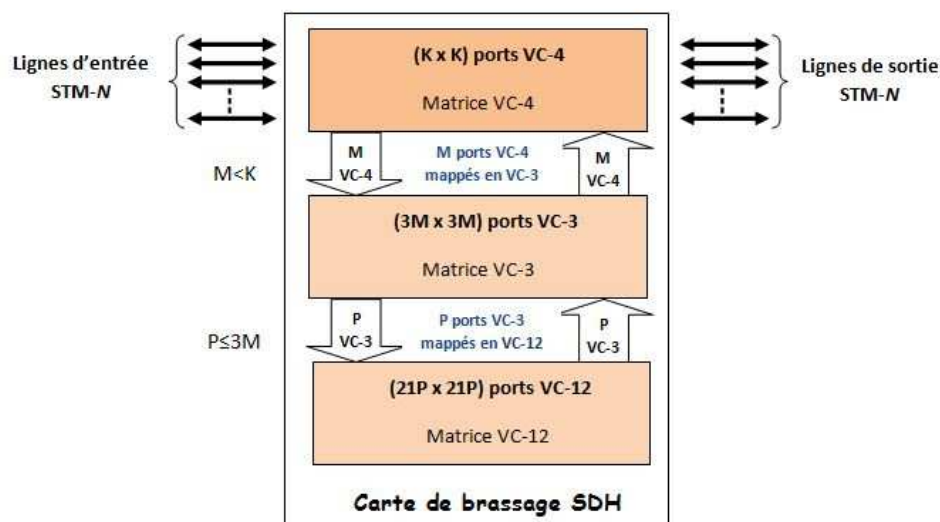 Lignes d'entrée
STM-N
(K x K) ports VC-4
Matrice VC-4
Lignes de sortie
STM-N
M<K
M
VC-4
M ports VC-4
mappés en VC-3
M
VC-4
(3M x 3M) ports VC-3
Matrice VC-3
P≤3M
P
VC-3
P ports VC-3
mappés en VC-12
P
VC-3
(21P x 21P) ports VC-12
Matrice VC-12
Carte de brassage SDH